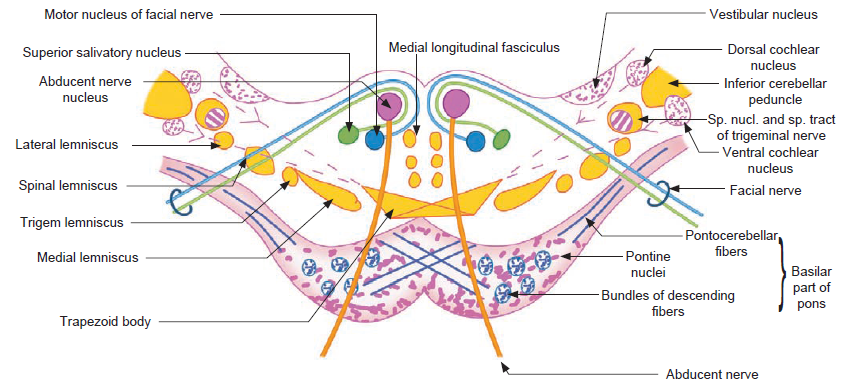 Motor nucleus of facial nerve
Superior salivatory nucleus
Abducent nerve
nucleus
Lateral lemniscus
Spinal lemniscus
Trigem lemniscus
Medial lemniscus
Trapezoid body
Medial longitudinal fasciculus
Vestibular nucleus
Dorsal cochlear
nucleus
Inferior cerebellar
peduncle
Sp. nucl. and sp. tract
of trigeminal nerve
Ventral cochlear
nucleus
Facial nerve
Pontocerebellar
fibers
Pontine
nuclei
Bundles of descending
fibers
Basilar
part of
pons
Abducent nerve